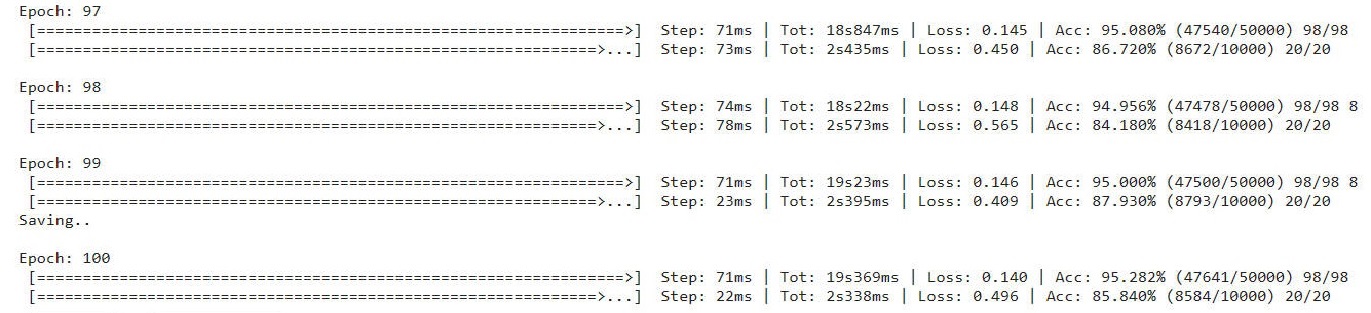 Epoch: 97
[================================================================>]  Step: 71ms | Tot: 18s847ms | Loss: 0.145 | Acc: 95.080% (47540/50000) 98/98
[=============================================================>...]  Step: 73ms | Tot: 2s435ms | Loss: 0.450 | Acc: 86.720% (8672/10000) 20/20
Epoch: 98
[================================================================>]  Step: 74ms | Tot: 18s22ms | Loss: 0.148 | Acc: 94.956% (47478/50000) 98/98 8
[=============================================================>...]  Step: 78ms | Tot: 2s573ms | Loss: 0.565 | Acc: 84.180% (8418/10000) 20/20
Epoch: 99
[================================================================>]  Step: 71ms | Tot: 19s23ms | Loss: 0.146 | Acc: 95.000% (47500/50000) 98/98 8
[=============================================================>...]  Step: 23ms | Tot: 2s395ms | Loss: 0.409 | Acc: 87.930% (8793/10000) 20/20
Saving..
Epoch: 100
[================================================================>]  Step: 71ms | Tot: 19s369ms | Loss: 0.140 | Acc: 95.282% (47641/50000) 98/98
[=============================================================>...]  Step: 22ms | Tot: 2s338ms | Loss: 0.496 | Acc: 85.840% (8584/10000) 20/20